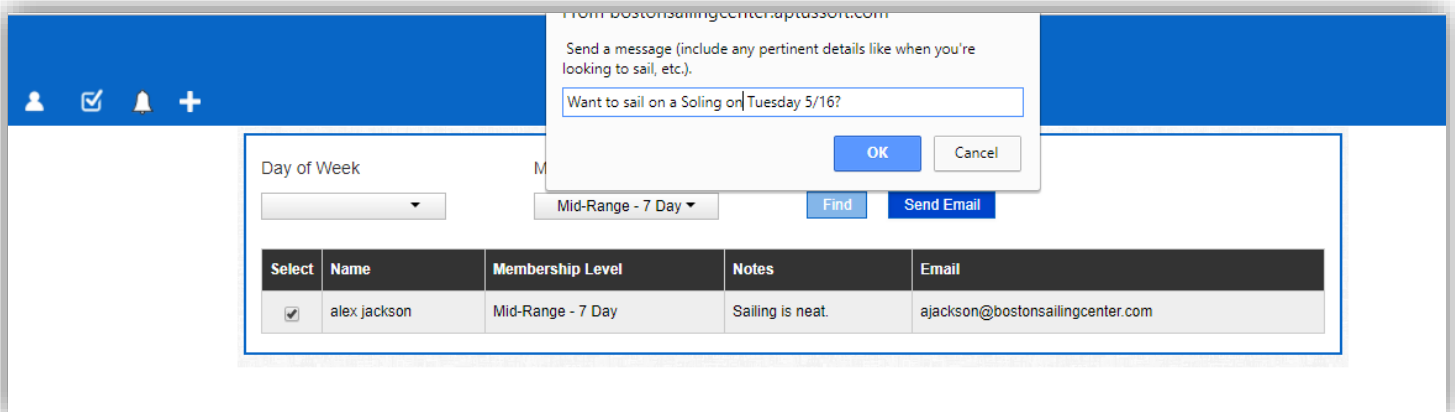 From bostonsailingcenter.aptussoft.com
Send a message (include any pertinent details like when you're
looking to sail, etc.).
Want to sail on a Soling on Tuesday 5/16?
OK Cancel
Day of Week M
Mid-Range - 7 Day Find Send Email
Select Name Membership Level Notes Email
alex jackson Mid-Range - 7 Day Sailing is neat. ajackson@bostonsailingcenter.com